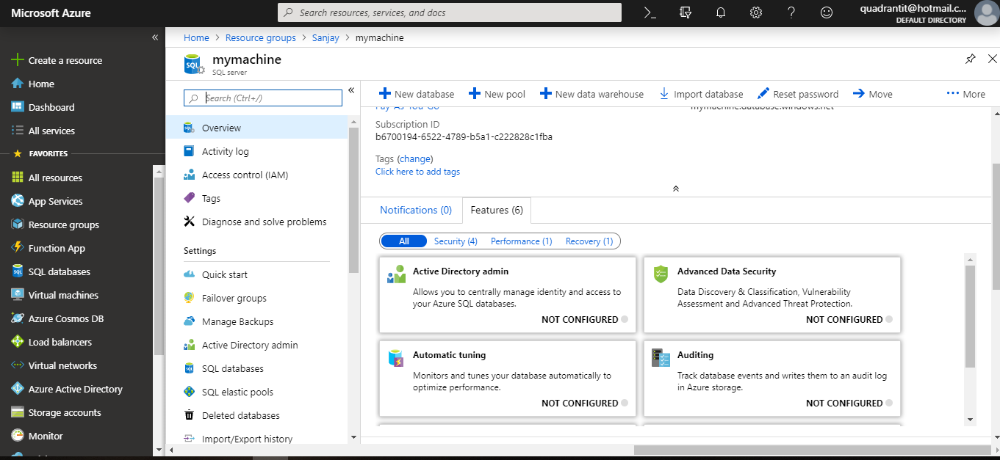 Microsoft Azure
Search resources, services, and docs
quadrantit@hotmail.c...
DEFAULT DIRECTORY
Create a resource
Home
Dashboard
All services
FAVORITES
All resources
App Services
Resource groups
Function App
SQL databases
Virtual machines
Azure Cosmos DB
Load balancers
Virtual networks
Azure Active Directory
Storage accounts
Monitor
Home > Resource groups > Sanjay > mymachine
mymachine
SQL server
Search (Ctrl+/)
Overview
Activity log
Access control (IAM)
Tags
Diagnose and solve problems
Settings
Quick start
Failover groups
Manage Backups
Active Directory admin
SQL databases
SQL elastic pools
Deleted databases
Import/Export history
New database New pool New data warehouse Import database Reset password Move More
Pay-As-You-Go mymachine.database.windows.net
Subscription ID
b6700194-6522-4789-b5a1-c222828c1fba
Tags (change)
Click here to add tags
Notifications (0) Features (6)
All Security (4) Performance (1) Recovery (1)
Active Directory admin
Allows you to centrally manage identity and access to
your Azure SQL databases.
NOT CONFIGURED
Advanced Data Security
Data Discovery & Classification, Vulnerability
Assessment and Advanced Threat Protection.
NOT CONFIGURED
Automatic tuning
Monitors and tunes your database automatically to
optimize performance.
NOT CONFIGURED
Auditing
Track database events and writes them to an audit log
in Azure storage.
NOT CONFIGURED